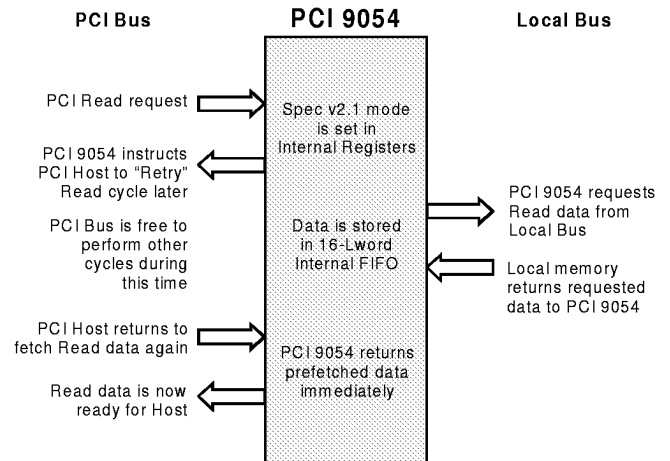 PCI Bus
PCI 9054
Local Bus
PCI Read request
Spec v2.1 mode
is set in
Internal Registers
PCI 9054 instructs
PCI Host to “Retry”
Read cycle later
PCI 9054 requests
Read data from
Local Bus
PCI Bus is free to
perform other
cycles during
this time
Data is stored
in 16-Lword
Internal FIFO
Local memory
returns requested
data to PCI 9054
PCI Host returns to
fetch Read data again
PCI 9054 returns
prefetched data
immediately
Read data is now
ready for Host